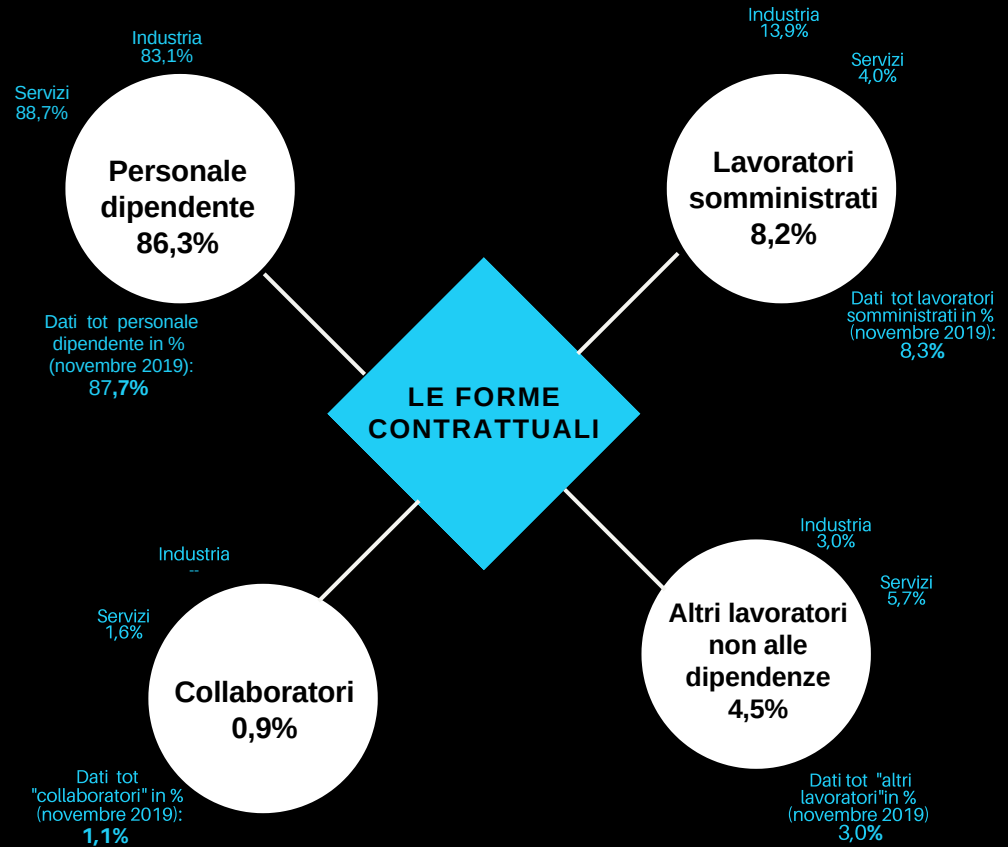 Industria
83,1%
Servizi
88,7%
Personale
dipendente
86,3%
Dati tot personale
dipendente in %
(novembre 2019):
87,7%
Industria
13,9%
Servizi
4,0%
Lavoratori
somministrati
8,2%
Dati tot lavoratori
somministrati in %
(novembre 2019):
8,3%
LE FORME
CONTRATTUALI
Industria
--
Servizi
1,6%
Collaboratori
0,9%
Dati tot
"collaboratori" in %
(novembre 2019):
1,1%
Industria
3,0%
Servizi
5,7%
Altri lavoratori
non alle
dipendenze
4,5%
Dati tot "altri
lavoratori"in %
(novembre 2019)
3,0%